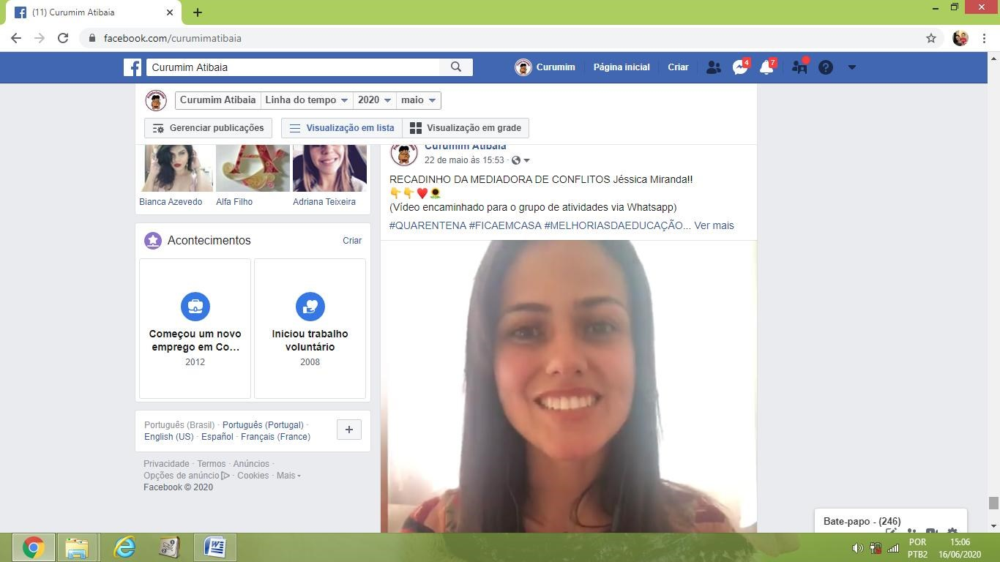 (11) Curumim Atibaia
facebook.com/curumimatibaia
Curumim Atibaia
Curumim
Página inicial
Criar
4
7
Curumim Atibaia
Linha do tempo
2020
maio
Gerenciar publicações
Visualização em lista
Visualização em grade
Bianca Azevedo
Alfa Filho
Adriana Teixeira
Acontecimentos
Criar
Começou um novo
emprego em Co...
2012
Iniciou trabalho
voluntário
2008
Português (Brasil) · Português (Portugal) ·
English (US) · Español · Français (France)
Privacidade · Termos · Anúncios ·
Opções de anúncio · Cookies · Mais
Facebook © 2020
Curumim Atibaia
22 de maio às 15:53 ·
RECADINHO DA MEDIADORA DE CONFLITOS Jéssica Miranda!!
👇👇❤️🌻
(Vídeo encaminhado para o grupo de atividades via Whatsapp)
#QUARENTENA #FICAEMCASA #MELHORIASDAEDUCAÇÃO... Ver mais
Bate-papo - (246)
POR
PTB2
15:06
16/06/2020